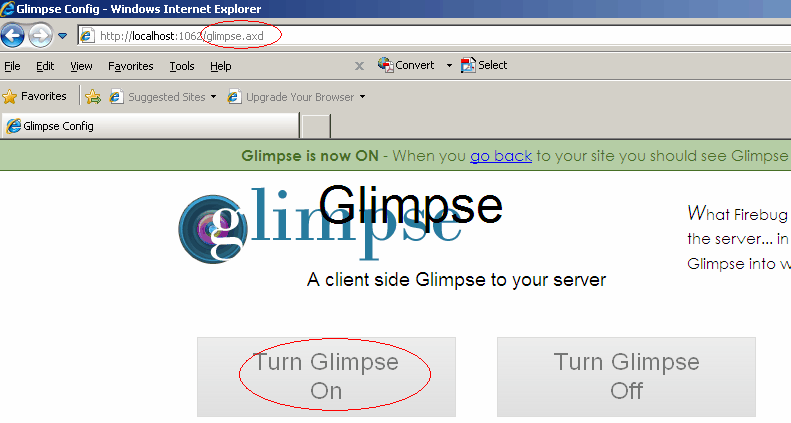 Glimpse Config - Windows Internet Explorer
http://localhost:1062/glimpse.axd
File Edit View Favorites Tools Help x Convert Select
Favorites Suggested Sites Upgrade Your Browser
Glimpse Config
Glimpse is now ON - When you go back to your site you should see Glimpse
glimpse
Glimpse
What Firebug
the server... in
Glimpse into w
A client side Glimpse to your server
Turn Glimpse
On
Turn Glimpse
Off